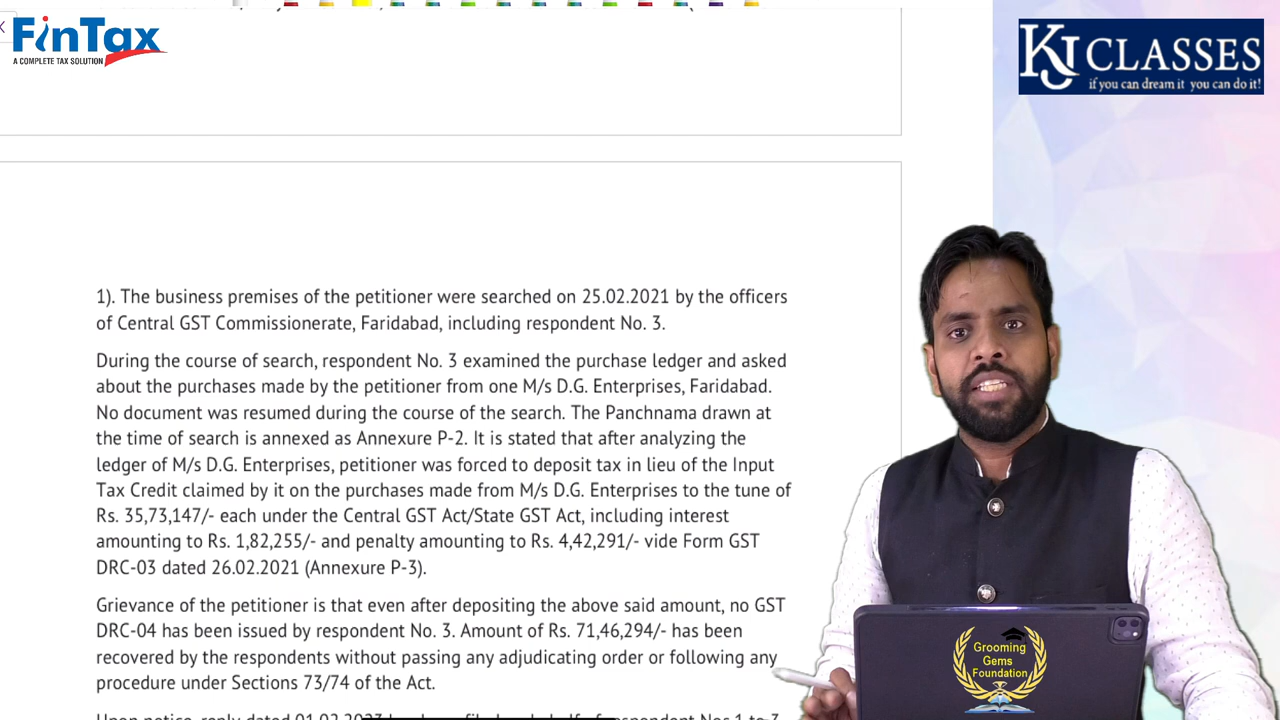 FinTax
A COMPLETE TAX SOLUTION
KJ CLASSES
if you can dream it you can do it!
1). The business premises of the petitioner were searched on 25.02.2021 by the officers
of Central GST Commissionerate, Faridabad, including respondent No. 3.
During the course of search, respondent No. 3 examined the purchase ledger and asked
about the purchases made by the petitioner from one M/s D.G. Enterprises, Faridabad.
No document was resumed during the course of the search. The Panchnama drawn at
the time of search is annexed as Annexure P-2. It is stated that after analyzing the
ledger of M/s D.G. Enterprises, petitioner was forced to deposit tax in lieu of the Input
Tax Credit claimed by it on the purchases made from M/s D.G. Enterprises to the tune of
Rs. 35,73,147/- each under the Central GST Act/State GST Act, including interest
amounting to Rs. 1,82,255/- and penalty amounting to Rs. 4,42,291/- vide Form GST
DRC-03 dated 26.02.2021 (Annexure P-3).
Grievance of the petitioner is that even after depositing the above said amount, no GST
DRC-04 has been issued by respondent No. 3. Amount of Rs. 71,46,294/- has been
recovered by the respondents without passing any adjudicating order or following any
procedure under Sections 73/74 of the Act.
Upon notice, reply dated 01.02.2023
Grooming
Gems
Foundation